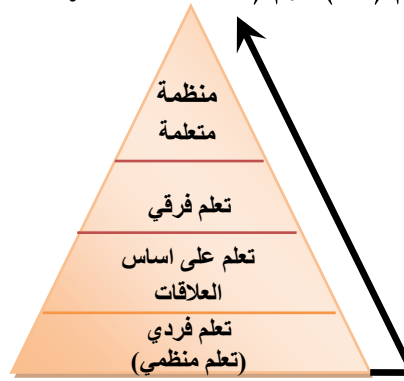 منظمة
متعلمة
تعلم فرقي
تعلم على اساس
العلاقات
تعلم فردي
(تعلم منظمي)